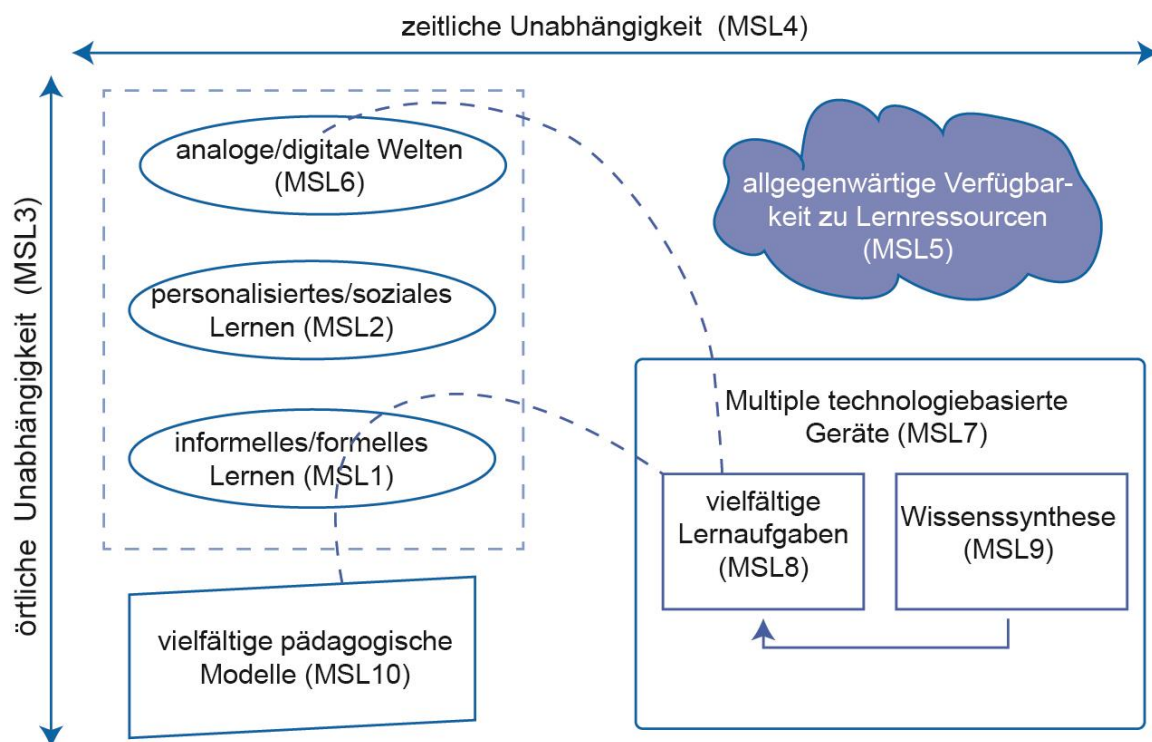 zeitliche Unabhängigkeit (MSL4)
örtliche Unabhängigkeit (MSL3)
analoge/digitale Welten
(MSL6)
allgegenwärtige Verfügbar-
keit zu Lernressourcen
(MSL5)
personalisiertes/soziales
Lernen (MSL2)
informelles/formelles
Lernen (MSL1)
Multiple technologiebasierte
Geräte (MSL7)
vielfältige
Lernaufgaben
(MSL8)
Wissenssynthese
(MSL9)
vielfältige pädagogische
Modelle (MSL10)